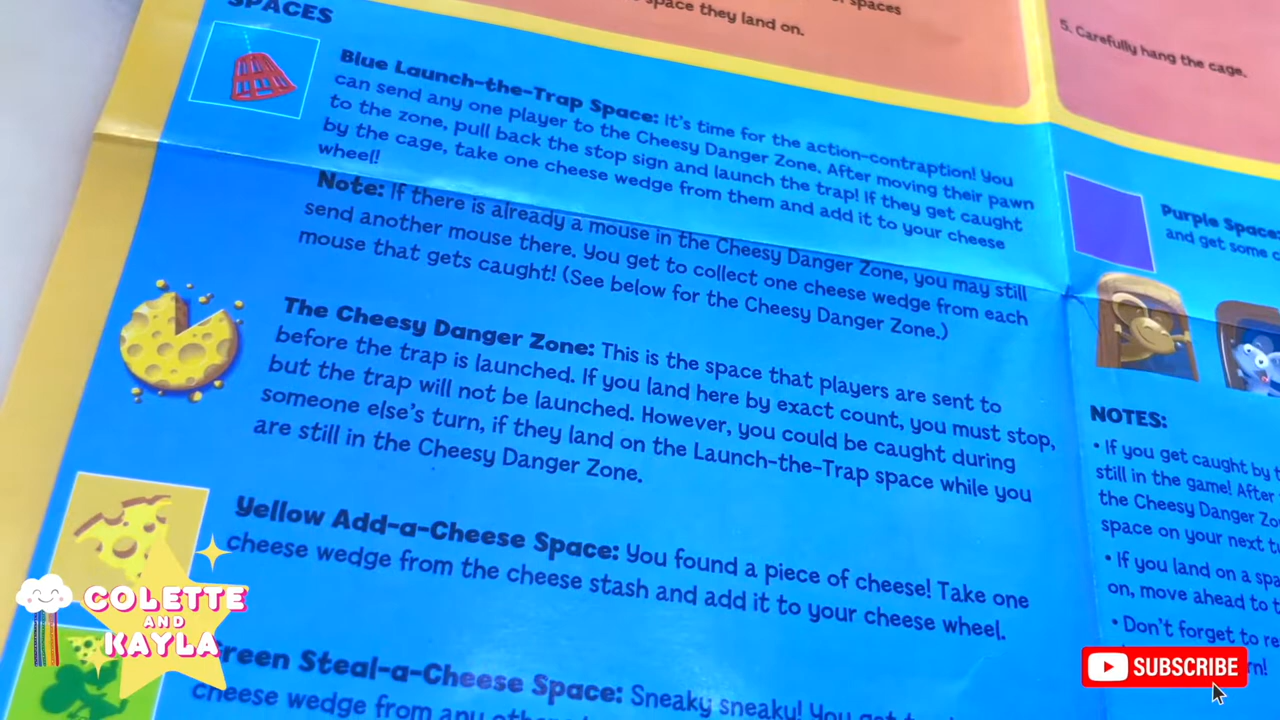 space they land on.
spaces
5. Carefully hang the cage.
SPACES
Blue Launch-the-Trap Space: It's time for the action-contraption! You
can send any one player to the Cheesy Danger Zone. After moving their pawn
to the zone, pull back the stop sign and launch the trap! If they get caught
by the cage, take one cheese wedge from them and add it to your cheese
wheel!
Note: If there is already a mouse in the Cheesy Danger Zone, you may still
send another mouse there. You get to collect one cheese wedge from each
mouse that gets caught! (See below for the Cheesy Danger Zone.)
The Cheesy Danger Zone: This is the space that players are sent to
before the trap is launched. If you land here by exact count, you must stop,
but the trap will not be launched. However, you could be caught during
someone else's turn, if they land on the Launch-the-Trap space while you
are still in the Cheesy Danger Zone.
Yellow Add-a-Cheese Space: You found a piece of cheese! Take one
cheese wedge from the cheese stash and add it to your cheese wheel.
Green Steal-a-Cheese Space: Sneaky sneaky! You get
cheese wedge from any
Purple Space:
and get some
NOTES:
• If you get caught by
still in the game! After
the Cheesy Danger
space on your next
• If you land on a
on, move ahead to
• Don't forget to
COLETTE
AND
KAYLA
SUBSCRIBE